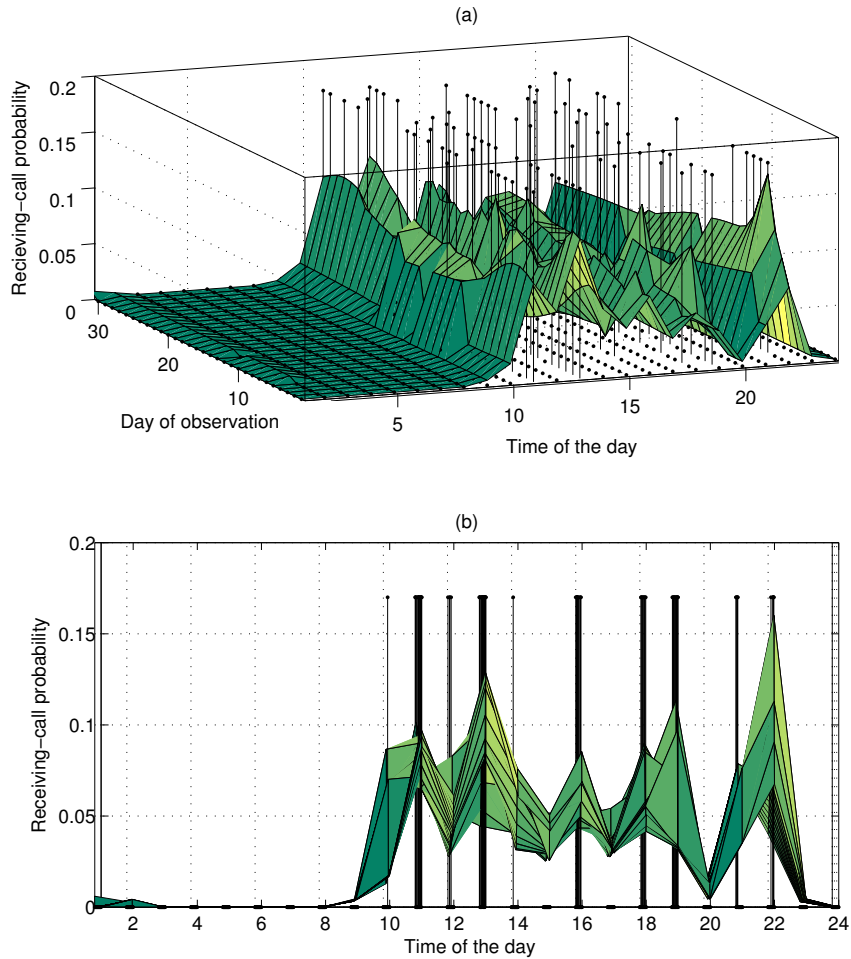 (a)
0.2
0.15
0.1
0.05
0
Recieving−call probability
30
20
10
Day of observation
5
10
15
20
Time of the day
(b)
0.2
0.15
0.1
0.05
0
Receiving−call probability
2 4 6 8 10 12 14 16 18 20 22 24
Time of the day